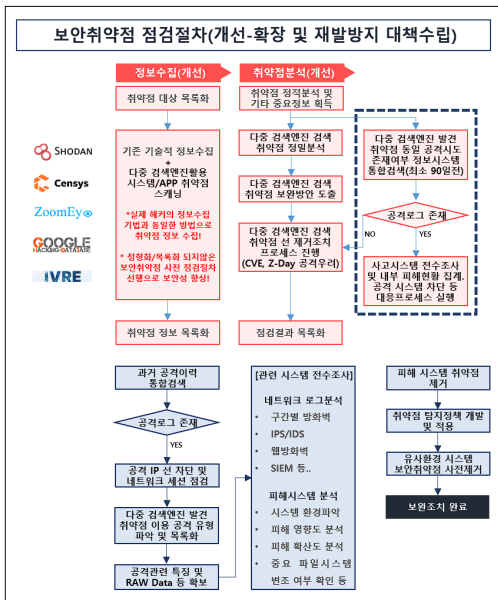 보안취약점 점검절차(개선-확장 및 재발방지 대책수립)
정보수집(개선)
취약점 대상 목록화
기존 기술적 정보수집
+
다중 검색엔진활용
시스템/APP 취약점
스캐닝
*실제 해커의 정보수집
기법과 동일한 방법으로
취약점 정보 수집!
* 정형화/목록화 되지않은
보안취약점 사전 점검절차
선행으로 보안성 향상!
취약점 정보 목록화
SHODAN
Censys
ZoomEye
GOOGLE
HACKING-DATABASE
IVRE
취약점분석(개선)
취약점 정적분석 및
기타 중요정보 획득
다중 검색엔진 검색
취약점 정밀분석
다중 검색엔진 검색
취약점 보완방안 도출
다중 검색엔진 검색
취약점 선 제거조치
프로세스 진행
(CVE, Z-Day 공격우려)
점검결과 목록화
다중 검색엔진 발견
취약점 동일 공격시도
존재여부 정보시스템
통합검색(최소 90일전)
공격로그 존재
NO
YES
사고시스템 전수조사
및 내부 피해현황 집계.
공격 시스템 차단 등
대응프로세스 실행
과거 공격이력
통합검색
공격로그 존재
YES
공격 IP 선 차단 및
네트워크 세션 점검
다중 검색엔진 발견
취약점 이용 공격 유형
파악 및 목록화
공격관련 특징 및
RAW Data 등 확보
[관련 시스템 전수조사]
네트워크 로그분석
• 구간별 방화벽
• IPS/IDS
• 웹방화벽
• SIEM 등..
피해시스템 분석
• 시스템 환경파악
• 피해 영향도 분석
• 피해 확산도 분석
• 중요 파일시스템
변조 여부 확인 등
피해 시스템 취약점
제거
취약점 탐지정책 개발
및 적용
유사환경 시스템
보안취약점 사전제거
보완조치 완료